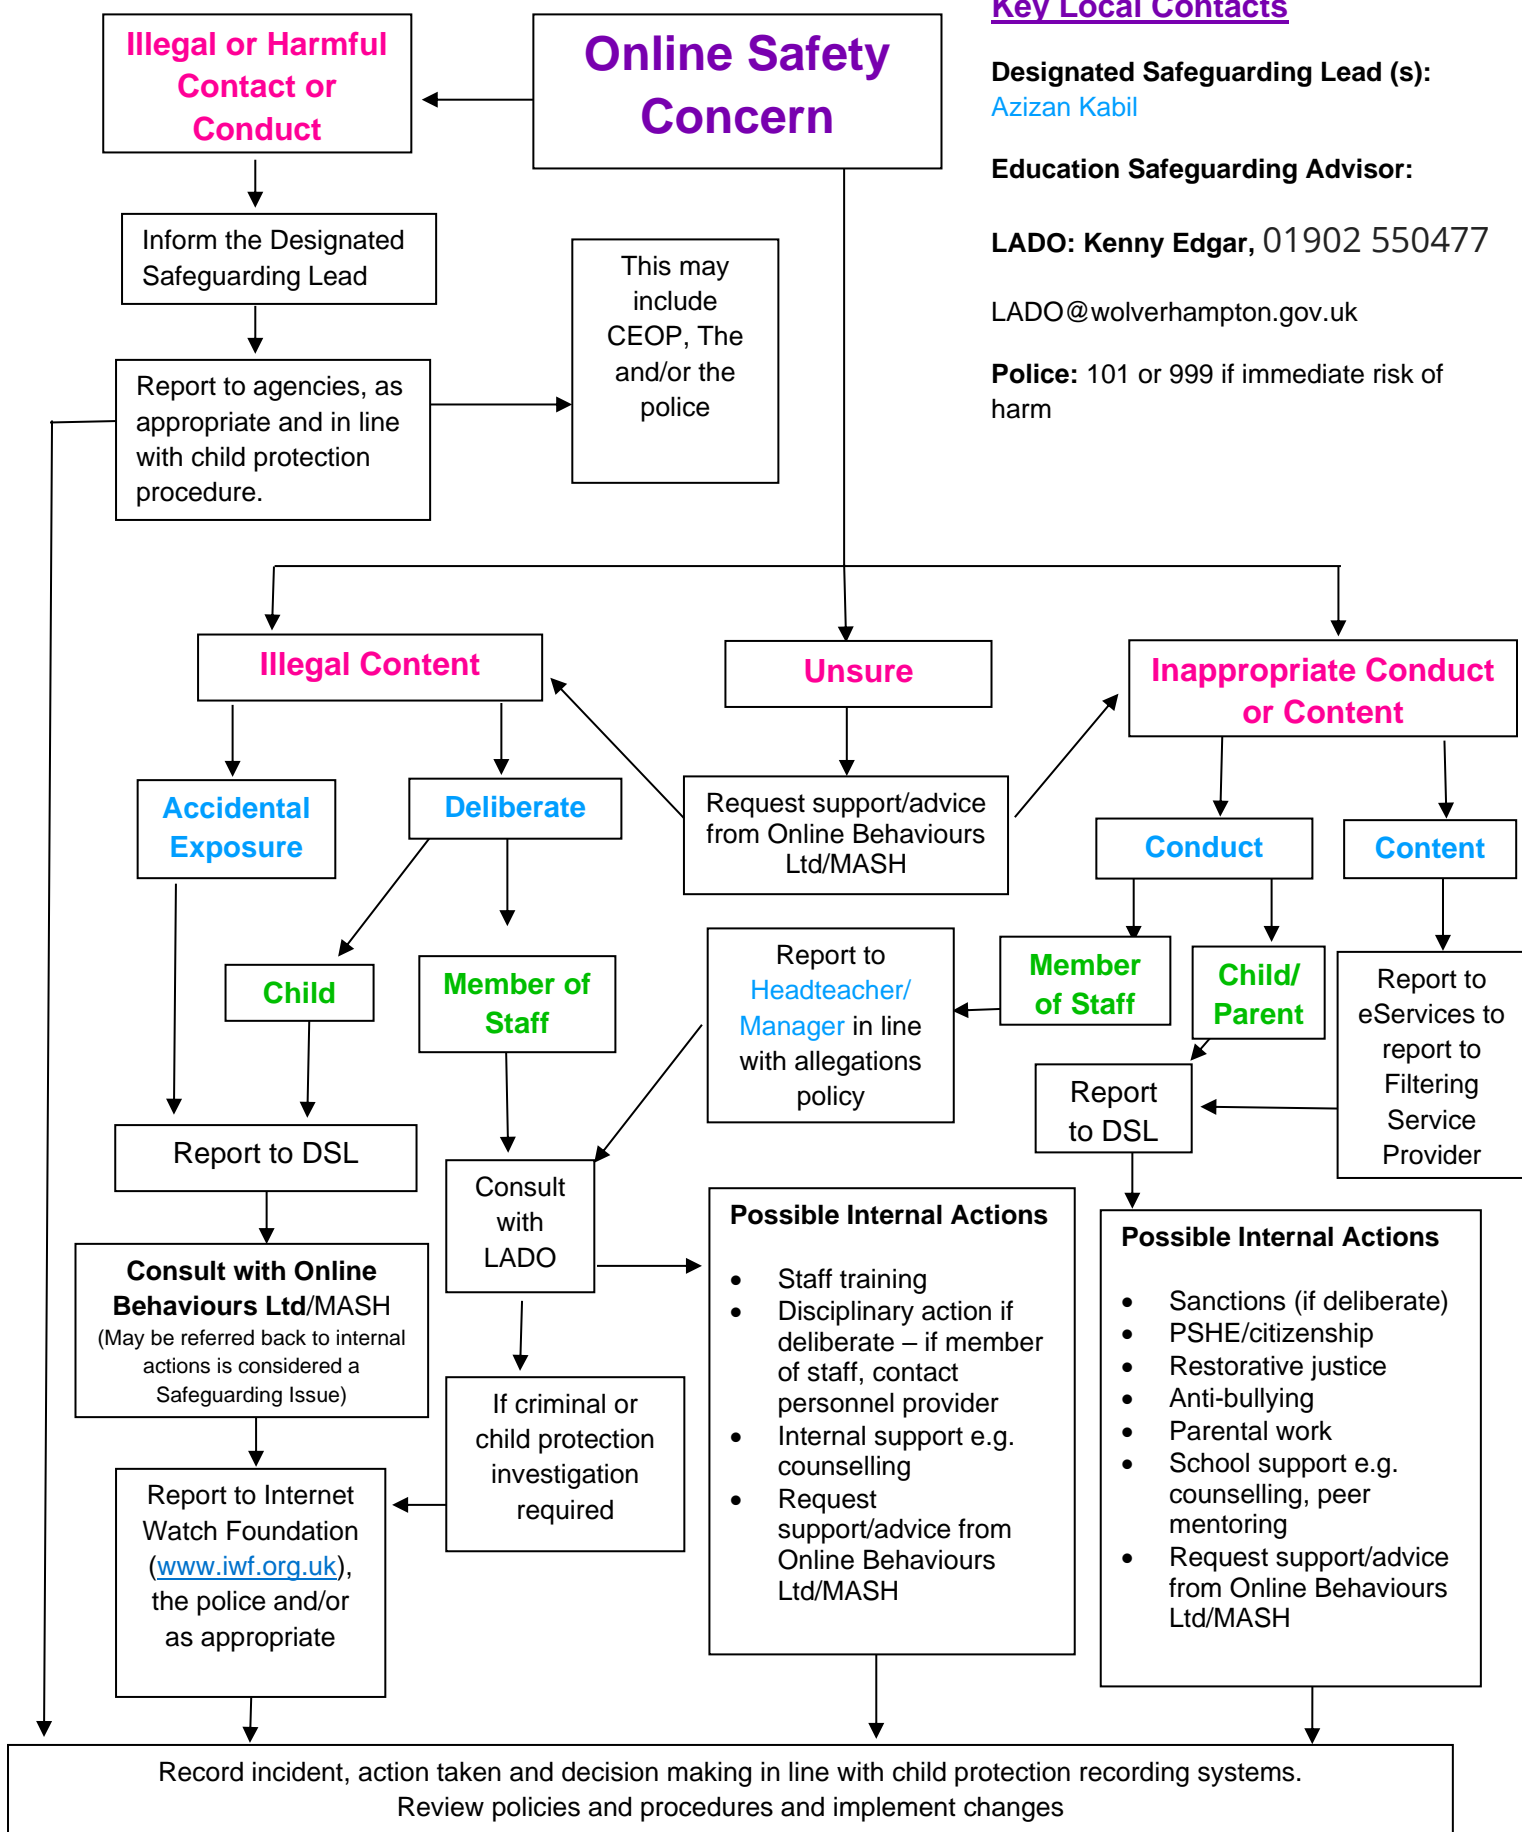 Key Local Contacts
Illegal or Harmful
Contact or
Conduct
Online Safety
Concern
Designated Safeguarding Lead (s):
Azizan Kabil
Education Safeguarding Advisor:
LADO: Kenny Edgar, 01902 550477
LADO@wolverhampton.gov.uk
Police: 101 or 999 if immediate risk of
harm
Inform the Designated
Safeguarding Lead
This may
include
CEOP, The
and/or the
police
Report to agencies, as
appropriate and in line
with child protection
procedure.
Illegal Content
Unsure
Inappropriate Conduct
or Content
Accidental
Exposure
Deliberate
Request support/advice
from Online Behaviours
Ltd/MASH
Conduct
Content
Child
Member of
Staff
Report to
Headteacher/
Manager in line
with allegations
policy
Member
of Staff
Child/
Parent
Report to
eServices to
report to
Filtering
Service
Provider
Report to DSL
Consult
with
LADO
Report
to DSL
Consult with Online
Behaviours Ltd/MASH
(May be referred back to internal
actions is considered a
Safeguarding Issue)
If criminal or
child protection
investigation
required
Report to Internet
Watch Foundation
(www.iwf.org.uk),
the police and/or
as appropriate
Possible Internal Actions
• Staff training
• Disciplinary action if
deliberate – if member
of staff, contact
personnel provider
• Internal support e.g.
counselling
• Request
support/advice from
Online Behaviours
Ltd/MASH
Possible Internal Actions
• Sanctions (if deliberate)
• PSHE/citizenship
• Restorative justice
• Anti-bullying
• Parental work
• School support e.g.
counselling, peer
mentoring
• Request support/advice
from Online Behaviours
Ltd/MASH
Record incident, action taken and decision making in line with child protection recording systems.
Review policies and procedures and implement changes